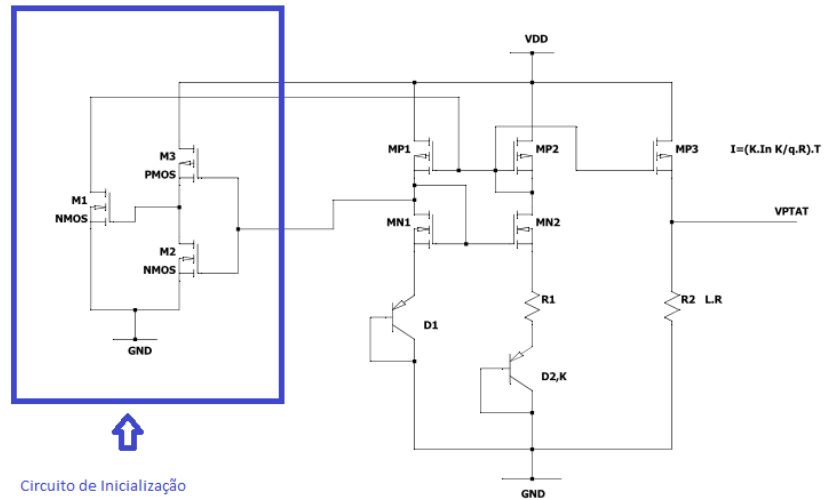 VDD
M3
PMOS
M1
NMOS
M2
NMOS
GND
MP1
MP2
MP3
I=(K.In K/q.R).T
VPTAT
MN1
MN2
R1
R2 L.R
D1
D2,K
GND
Circuito de Inicialização